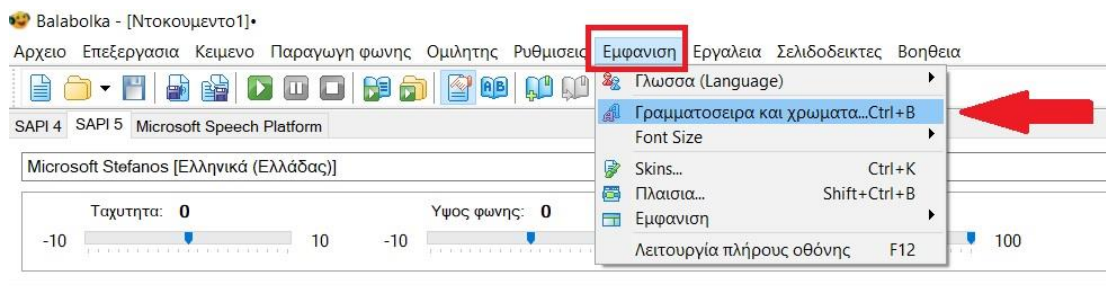 Balabolka - [Ντοκουμεντο1]•
Αρχειο Επεξεργασια Κειμενο Παραγωγη φωνης Ομιλητης Ρυθμισεις Εμφανιση Εργαλεια Σελιδοδεικτες Βοηθεια
Γλωσσα (Language)
SAPI 4 SAPI 5 Microsoft Speech Platform
Γραμματοσειρα και χρωματα...Ctrl+B
Font Size
Microsoft Stefanos [Ελληνικά (Ελλάδας)]
Skins... Ctrl+K
Πλαισια... Shift+Ctrl+B
Ταχυτητα: 0 Υψος φωνης: 0
Εμφανιση
-10 10 -10 100
Λειτουργία πλήρους οθόνης F12